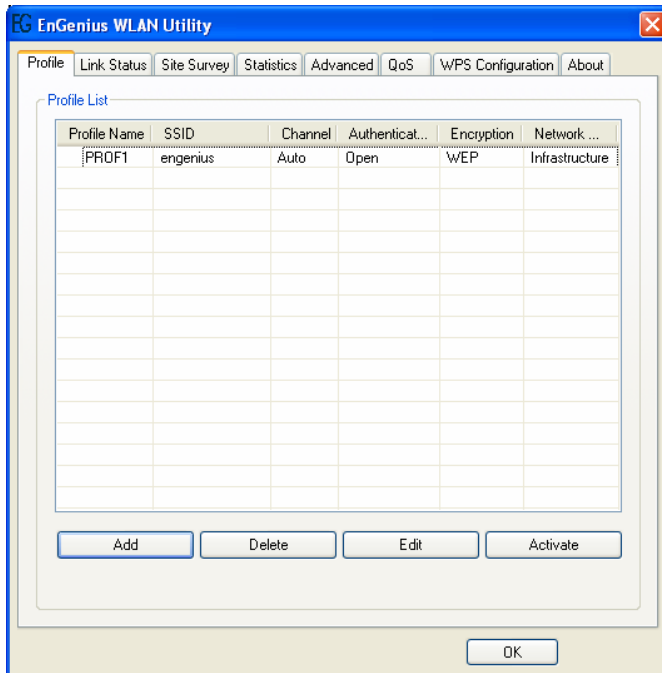 EG EnGenius WLAN Utility
Profile Link Status Site Survey Statistics Advanced QoS WPS Configuration About
Profile List
Profile Name SSID Channel Authenticat... Encryption Network ...
PROF1 engenius Auto Open WEP Infrastructure
Add Delete Edit Activate
OK